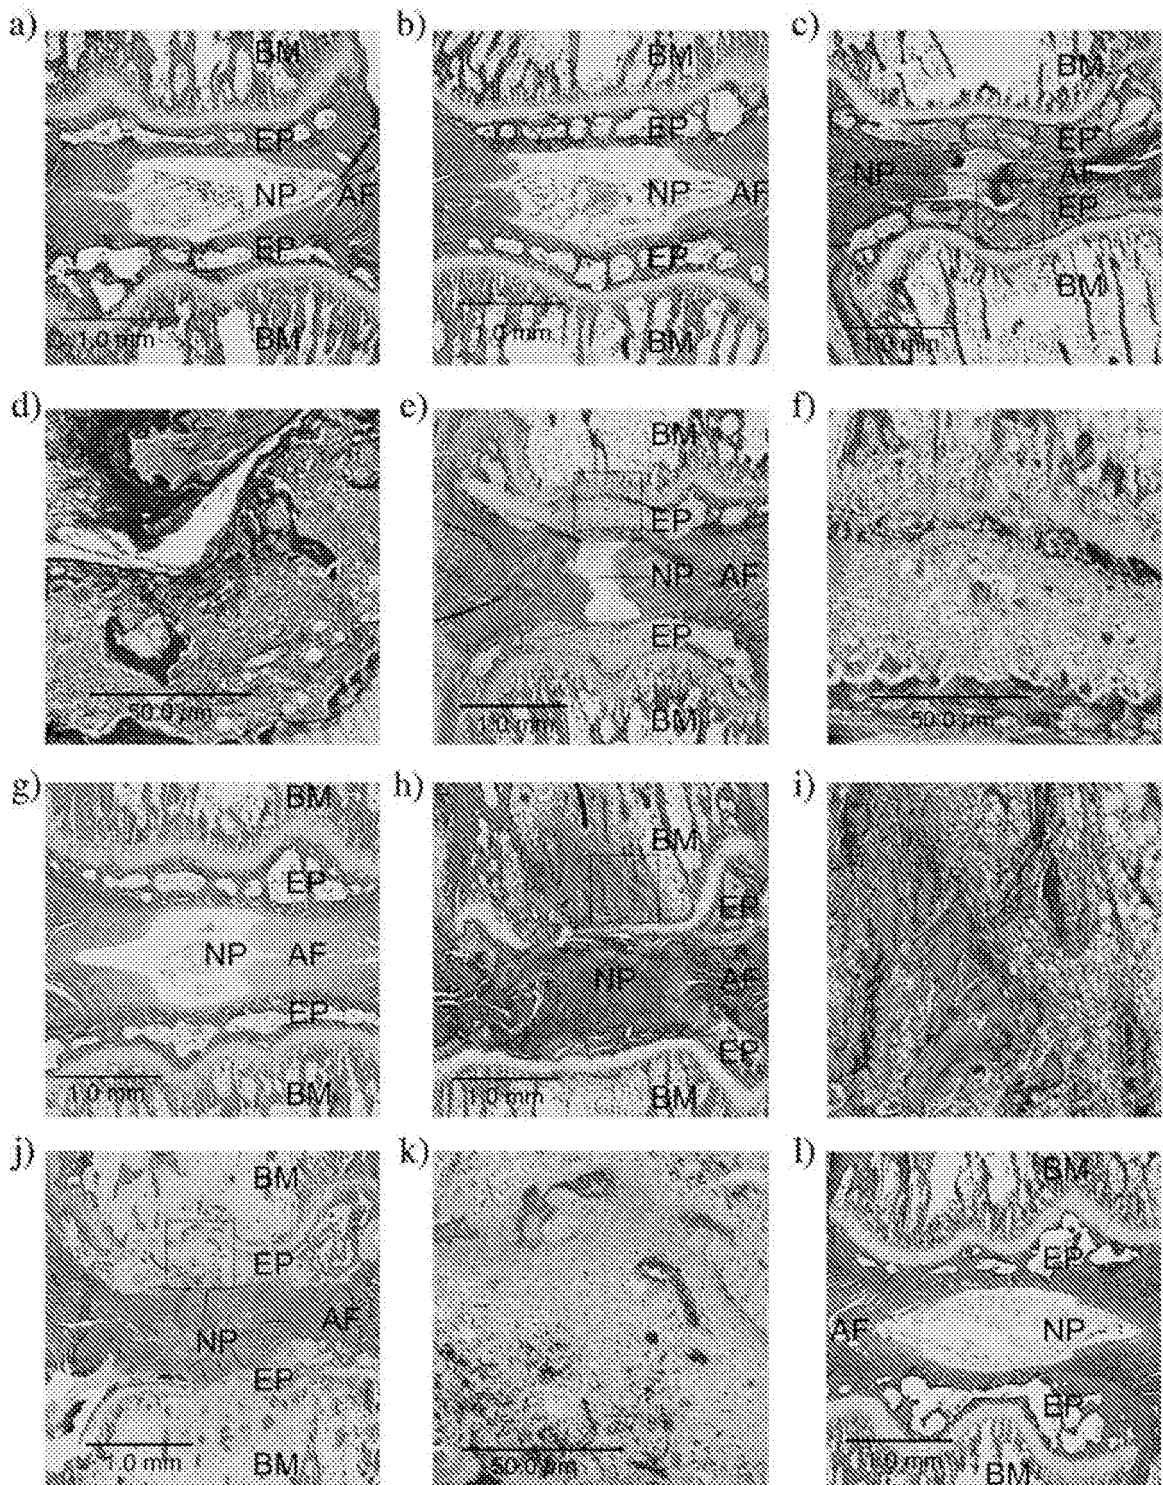 a) b) c)
BM BM BM
EP EP EP
NP AF NP AF NP AF
EP EP EP
1.0 mm 1.0 mm 1.0 mm
BM BM BM
d) e) f)
BM
EP
NP AF
EP
50.0 µm 1.0 mm 50.0 µm
BM
g) h) i)
BM BM
EP EP
NP AF NP AF
EP EP
1.0 mm 1.0 mm
BM BM
j) k) l)
BM BM
EP EP
AF AF NP
NP
EP EP
1.0 mm 50.0 µm 1.0 mm
BM BM